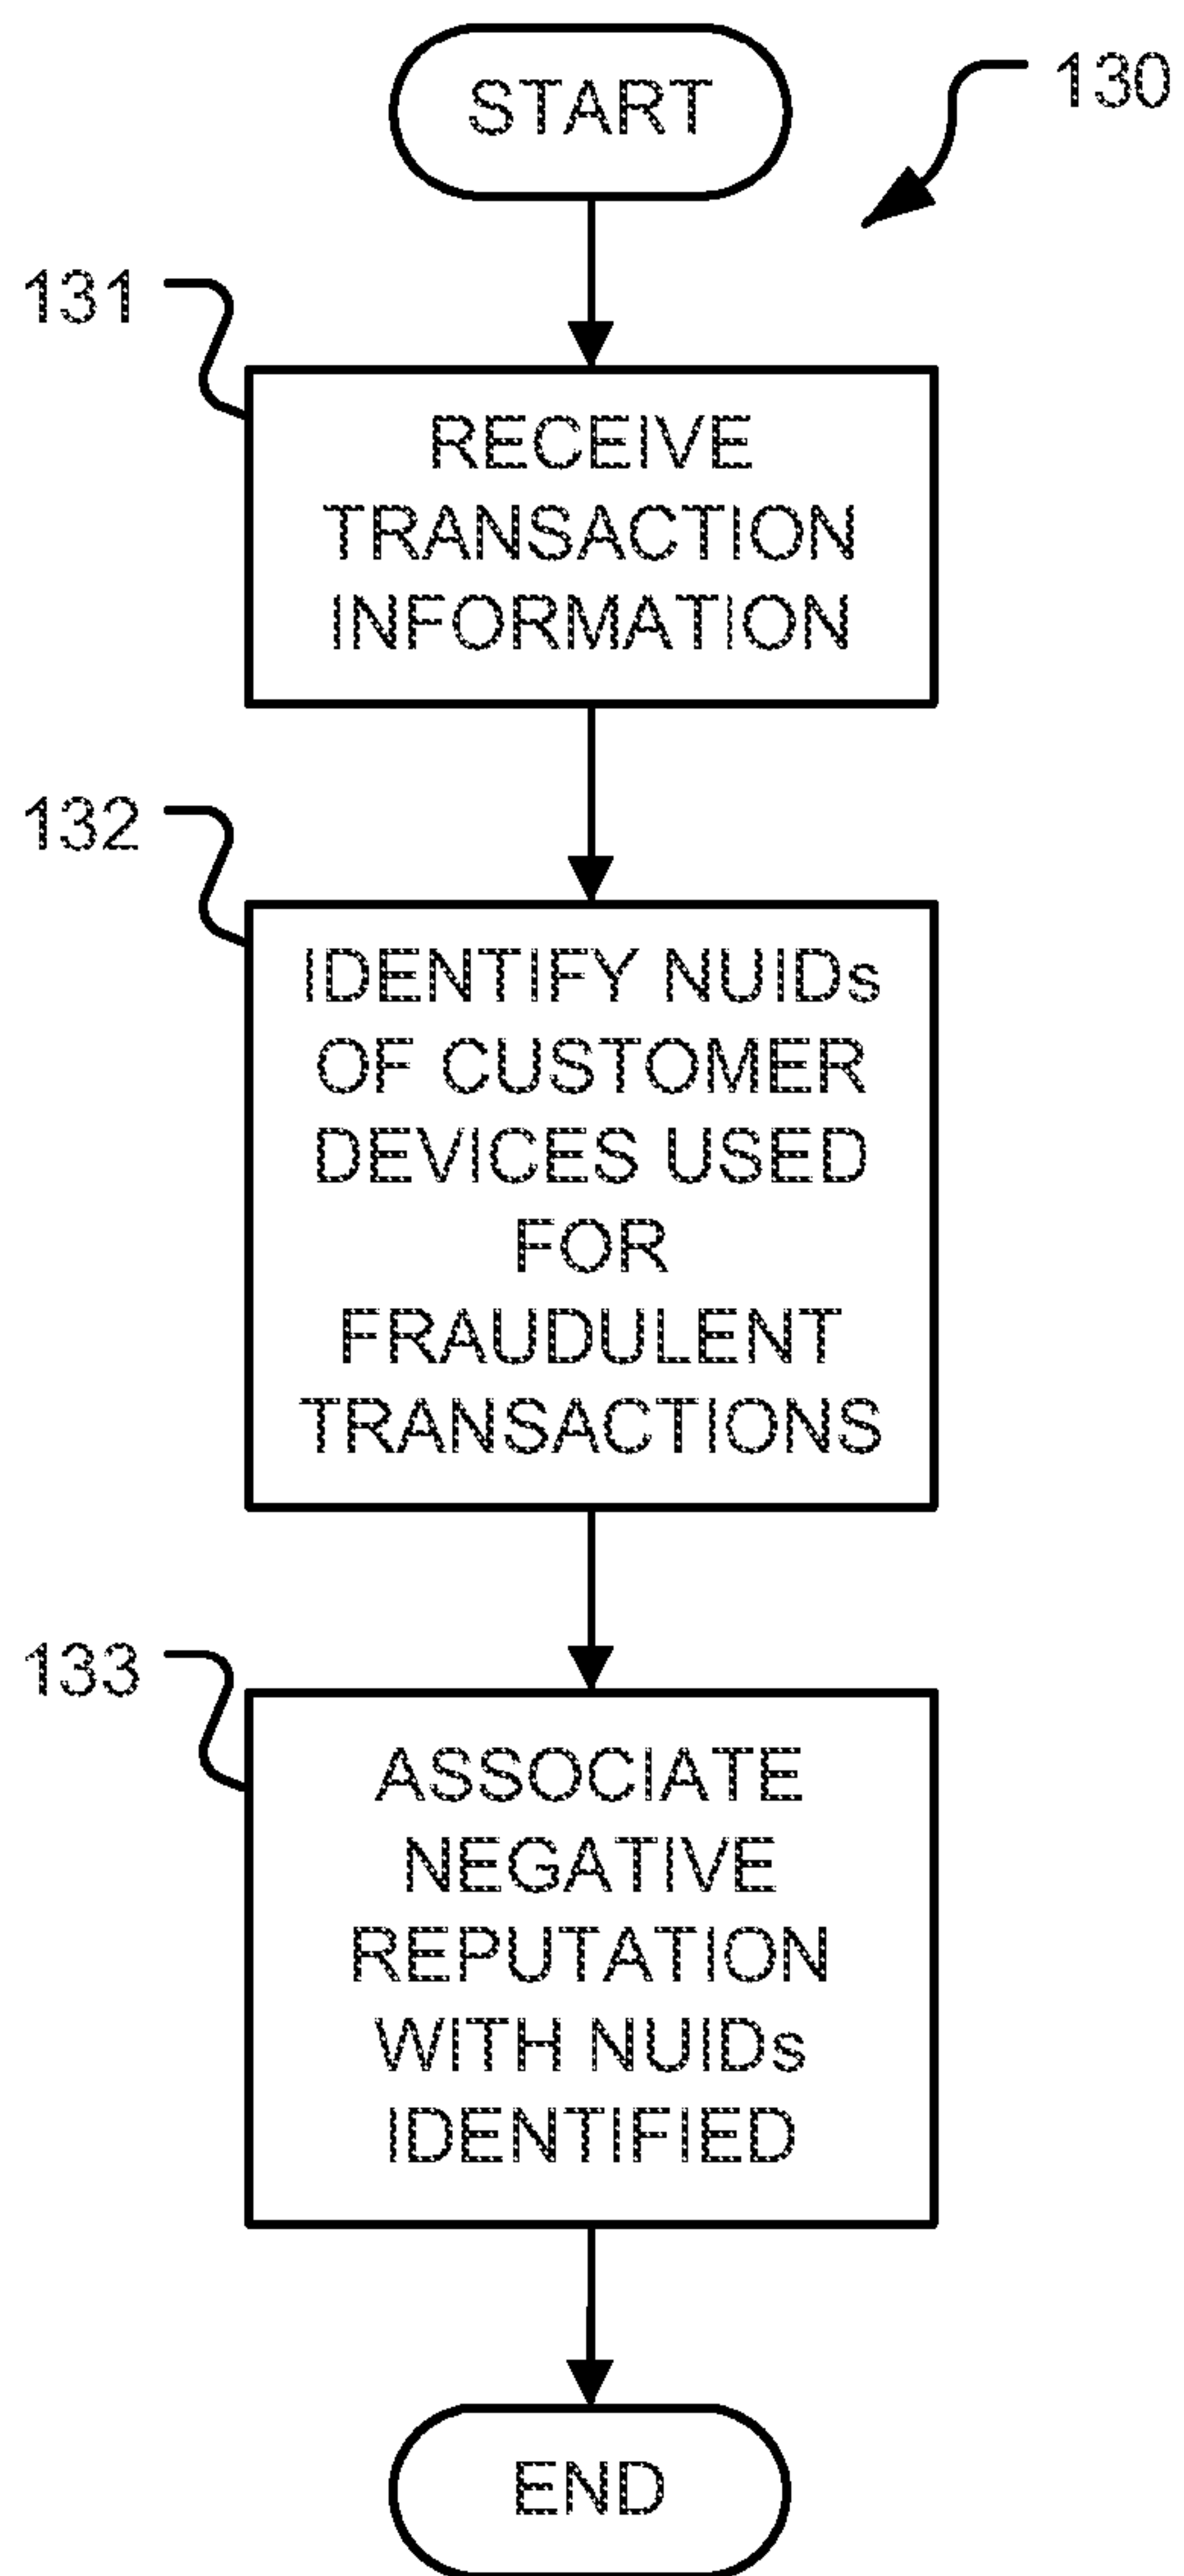 START
130
131
RECEIVE
TRANSACTION
INFORMATION
132
IDENTIFY NUIDs
OF CUSTOMER
DEVICES USED
FOR
FRAUDULENT
TRANSACTIONS
133
ASSOCIATE
NEGATIVE
REPUTATION
WITH NUIDs
IDENTIFIED
END